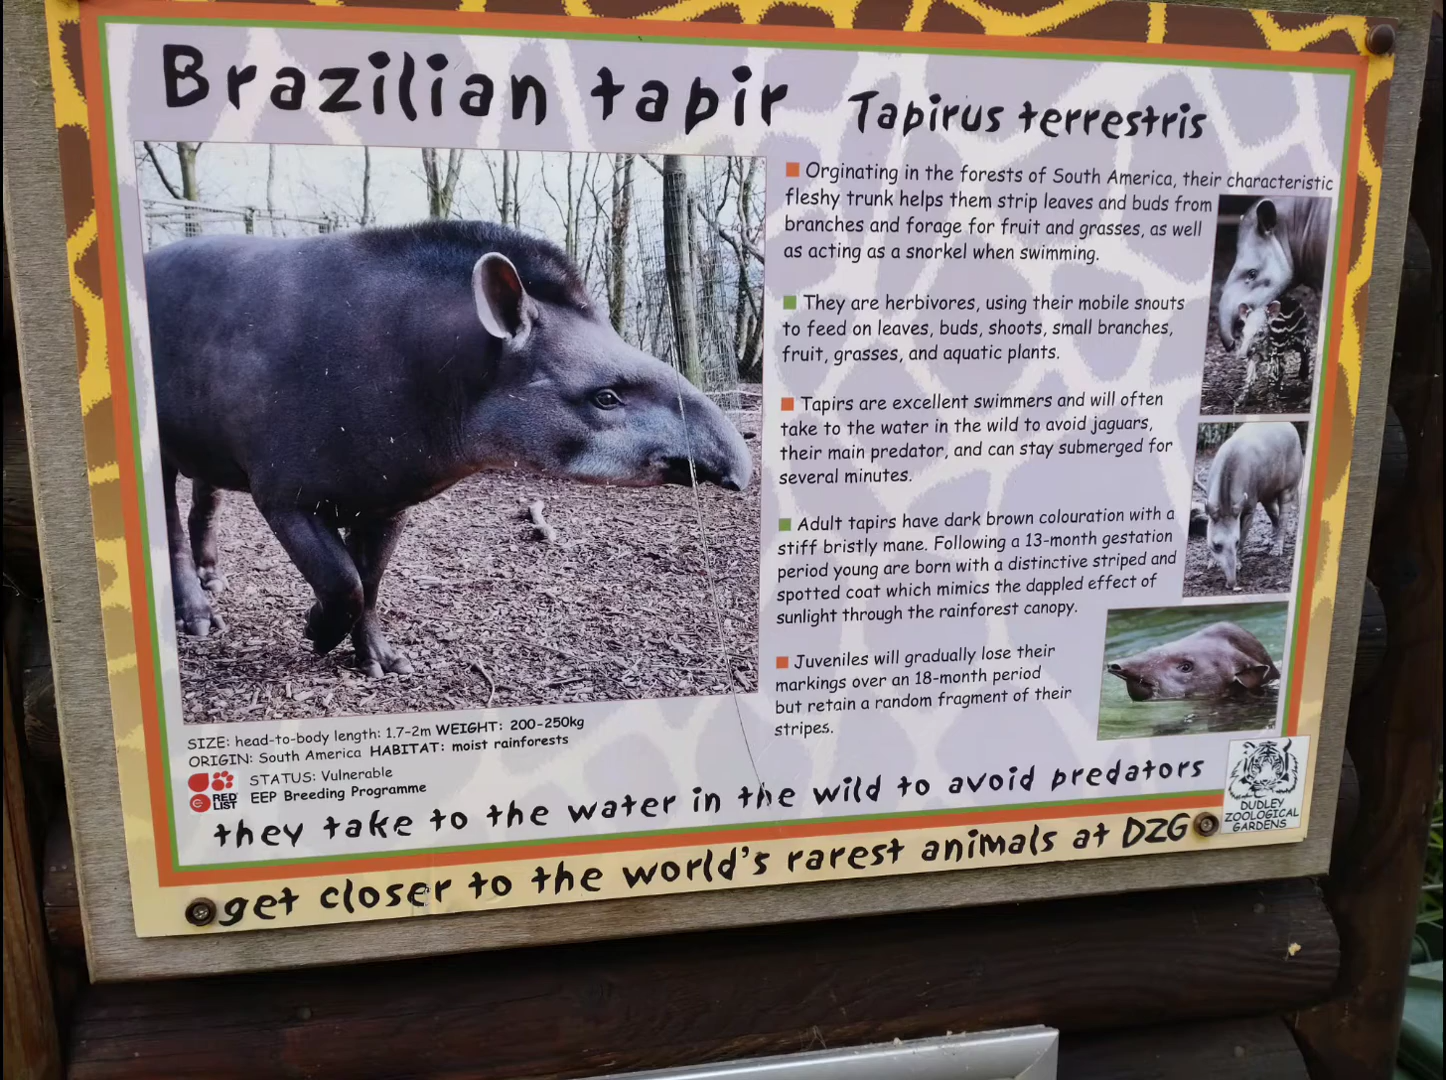 Brazilian tapir
Tapirus terrestris
Orginating in the forests of South America, their characteristic
fleshy trunk helps them strip leaves and buds from
branches and forage for fruit and grasses, as well
as acting as a snorkel when swimming.
They are herbivores, using their mobile snouts
to feed on leaves, buds, shoots, small branches,
fruit, grasses, and aquatic plants.
Tapirs are excellent swimmers and will often
take to the water in the wild to avoid jaguars,
their main predator, and can stay submerged for
several minutes.
Adult tapirs have dark brown colouration with a
stiff bristly mane. Following a 13-month gestation
period young are born with a distinctive striped and
spotted coat which mimics the dappled effect of
sunlight through the rainforest canopy.
Juveniles will gradually lose their
markings over an 18-month period
but retain a random fragment of their
stripes.
SIZE: head-to-body length: 1.7-2m WEIGHT: 200-250kg
ORIGIN: South America HABITAT: moist rainforests
STATUS: Vulnerable
EEP Breeding Programme
RED
LIST
they take to the water in the wild to avoid predators
DUDLEY
ZOOLOGICAL
GARDENS
get closer to the world's rarest animals at DZG